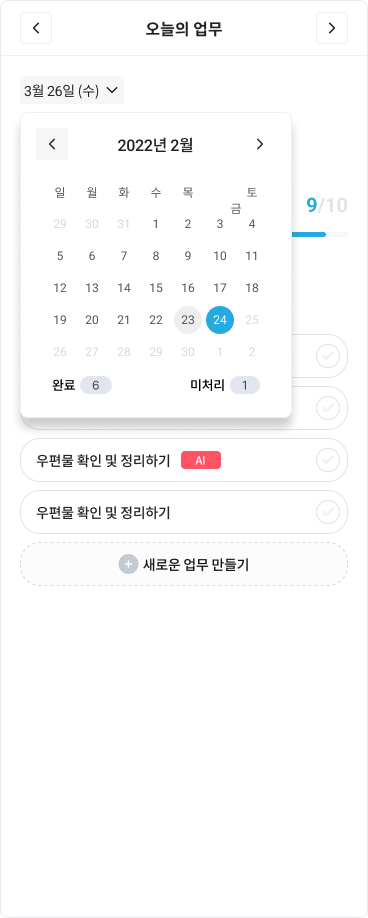 오늘의 업무
3월 26일 (수)
2022년 2월
일 월 화 수 목 금 토
9/10
29 30 31 1 2 3 4
5 6 7 8 9 10 11
12 13 14 15 16 17 18
19 20 21 22 23 24 25
26 27 28 29 30 1 2
완료 6 미처리 1
우편물 확인 및 정리하기 AI
우편물 확인 및 정리하기
새로운 업무 만들기